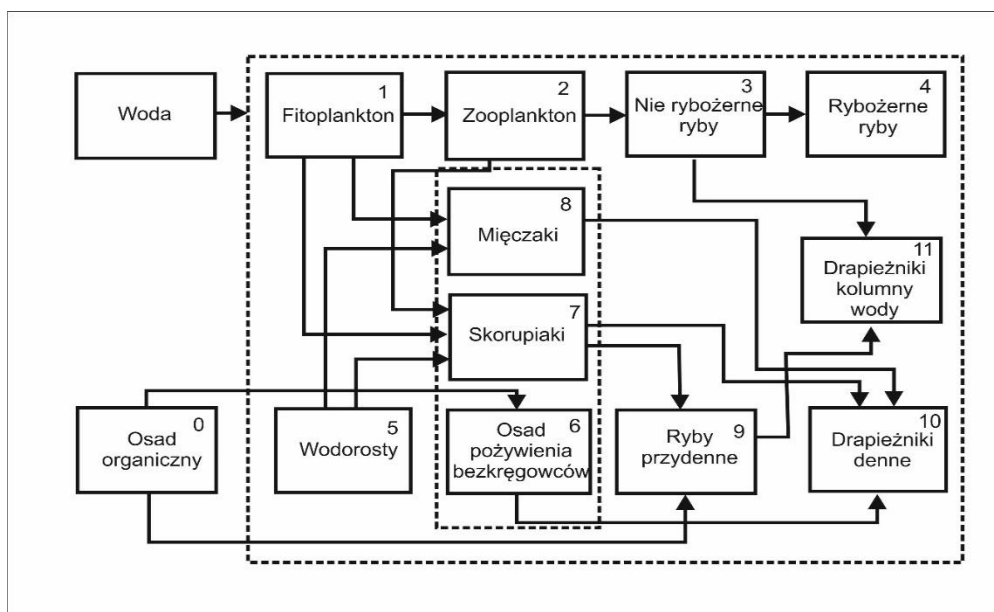 Woda
1
Fitoplankton
2
Zooplankton
3
Nie rybożerne
ryby
4
Rybożerne
ryby
8
Mięczaki
11
Drapieżniki
kolumny
wody
7
Skorupiaki
0
Osad
organiczny
5
Wodorosty
6
Osad
pożywienia
bezkręgowców
9
Ryby
przydenne
10
Drapieżniki
denne